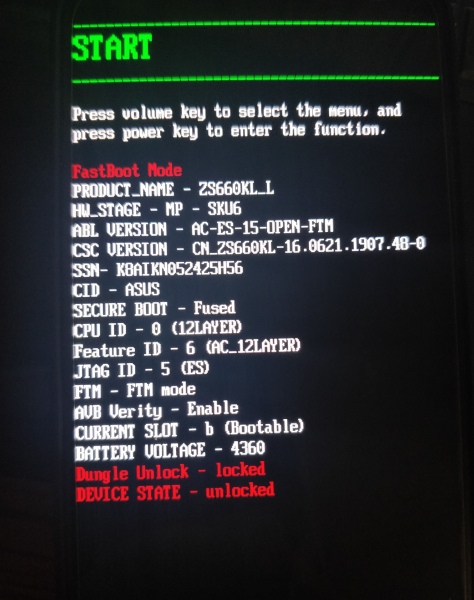 START
Press volume key to select the menu, and
press power key to enter the function.
FastBoot Mode
PRODUCT_NAME - ZS660KL_L
HW_STAGE - MP - SKU6
ABL VERSION - AC-ES-15-OPEN-FTM
CSC VERSION - CN_ZS660KL-16.0621.1907.48-0
SSN- K8AIKN052425H56
CID - ASUS
SECURE BOOT - Fused
CPU ID - 0 (12LAYER)
Feature ID - 6 (AC_12LAYER)
JTAG ID - 5 (ES)
FTM - FTM mode
AVB Verity - Enable
CURRENT SLOT - b (Bootable)
BATTERY VOLTAGE - 4360
Dungle Unlock - locked
DEVICE STATE - unlocked